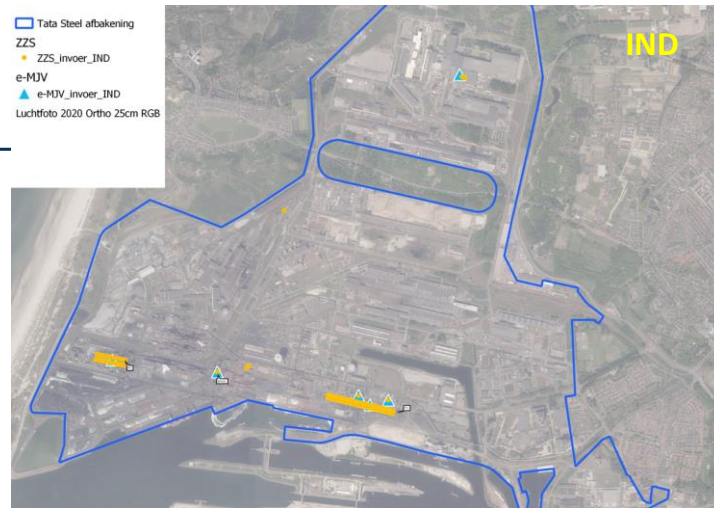 Tata Steel afbakening
ZZS
ZZS_invoer_IND
e-MJV
e-MJV_invoer_IND
Luchtfoto 2020 Ortho 25cm RGB
IND